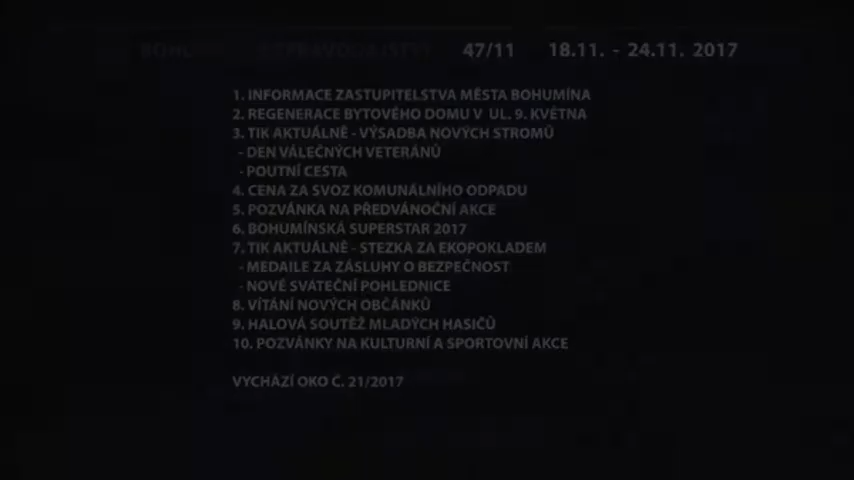 47/11 18.11. - 24.11. 2017
1. INFORMACE ZASTUPITELSTVA MĚSTA BOHUMÍNA
2. REGENERACE BYTOVÉHO DOMU V UL. 9. KVĚTNA
3. TIK AKTUÁLNĚ - VÝSADBA NOVÝCH STROMŮ
- DEN VÁLEČNÝCH VETERÁNŮ
- POUTNÍ CESTA
4. CENA ZA SVOZ KOMUNÁLNÍHO ODPADU
5. POZVÁNKA NA PŘEDVÁNOČNÍ AKCE
6. BOHUMÍNSKÁ SUPERSTAR 2017
7. TIK AKTUÁLNĚ - STEZKA ZA EKOPOKLADEM
- MEDAILE ZA ZÁSLUHY O BEZPEČNOST
- NOVÉ SVÁTEČNÍ POHLEDNICE
8. VÍTÁNÍ NOVÝCH OBČÁNKŮ
9. HALOVÁ SOUTĚŽ MLADÝCH HASIČŮ
10. POZVÁNKY NA KULTURNÍ A SPORTOVNÍ AKCE
VYCHÁZÍ OKO Č. 21/2017